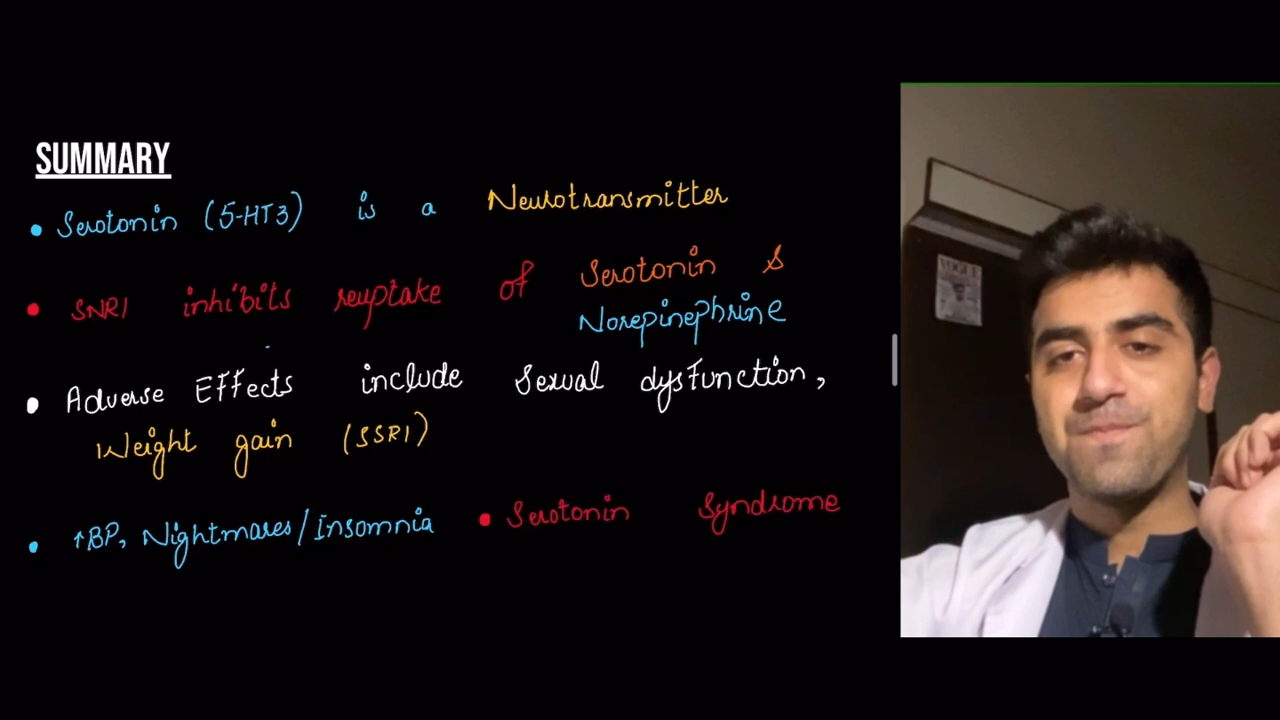 SUMMARY
• Serotonin (5-HT3) is a Neurotransmitter
• SNRI inhibits reuptake of Serotonin &
Norepinephrine
• Adverse Effects include Sexual dysfunction,
Weight gain (SSRI)
• ↑BP, Nightmares/Insomnia • Serotonin Syndrome
VOGUE